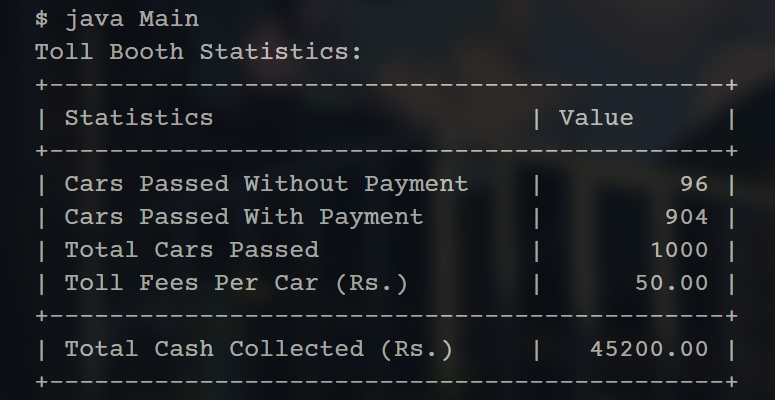 $ java Main
Toll Booth Statistics:
+---------------------------------------------+
| Statistics                     | Value      |
+---------------------------------------------+
| Cars Passed Without Payment    |         96 |
| Cars Passed With Payment       |        904 |
| Total Cars Passed              |       1000 |
| Toll Fees Per Car (Rs.)        |      50.00 |
+---------------------------------------------+
| Total Cash Collected (Rs.)     |   45200.00 |
+---------------------------------------------+